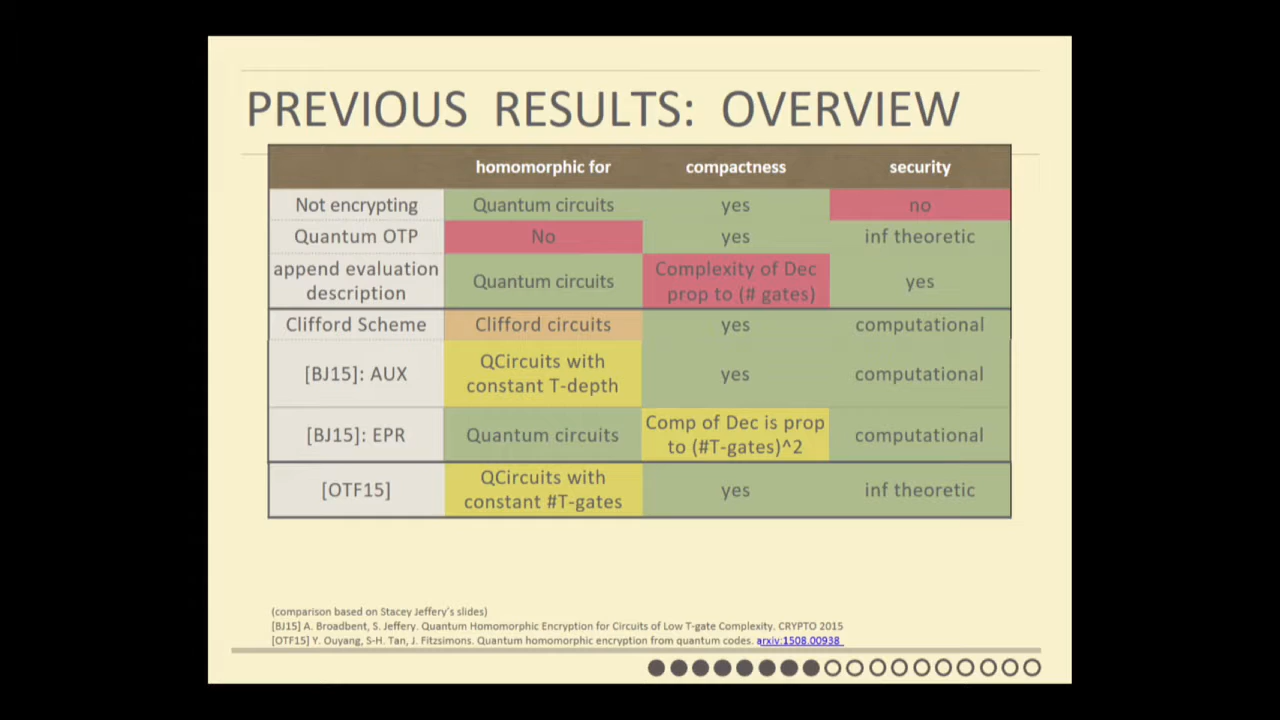 PREVIOUS RESULTS: OVERVIEW
homomorphic for compactness security
Not encrypting Quantum circuits yes no
Quantum OTP No yes inf theoretic
append evaluation description Quantum circuits Complexity of Dec prop to (# gates) yes
Clifford Scheme Clifford circuits yes computational
[BJ15]: AUX QCircuits with constant T-depth yes computational
[BJ15]: EPR Quantum circuits Comp of Dec is prop to (#T-gates)^2 computational
[OTF15] QCircuits with constant #T-gates yes inf theoretic
(comparison based on Stacey Jeffery's slides)
[BJ15] A. Broadbent, S. Jeffery. Quantum Homomorphic Encryption for Circuits of Low T-gate Complexity. CRYPTO 2015
[OTF15] Y. Ouyang, S-H. Tan, J. Fitzsimons. Quantum homomorphic encryption from quantum codes. arxiv:1508.00938